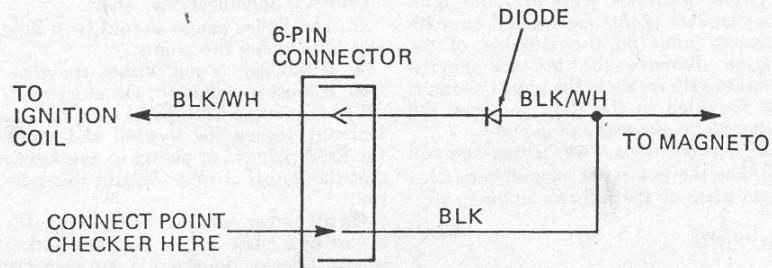 DIODE
6-PIN
CONNECTOR
TO
IGNITION
COIL
BLK/WH
BLK/WH
TO MAGNETO
CONNECT POINT
CHECKER HERE
BLK